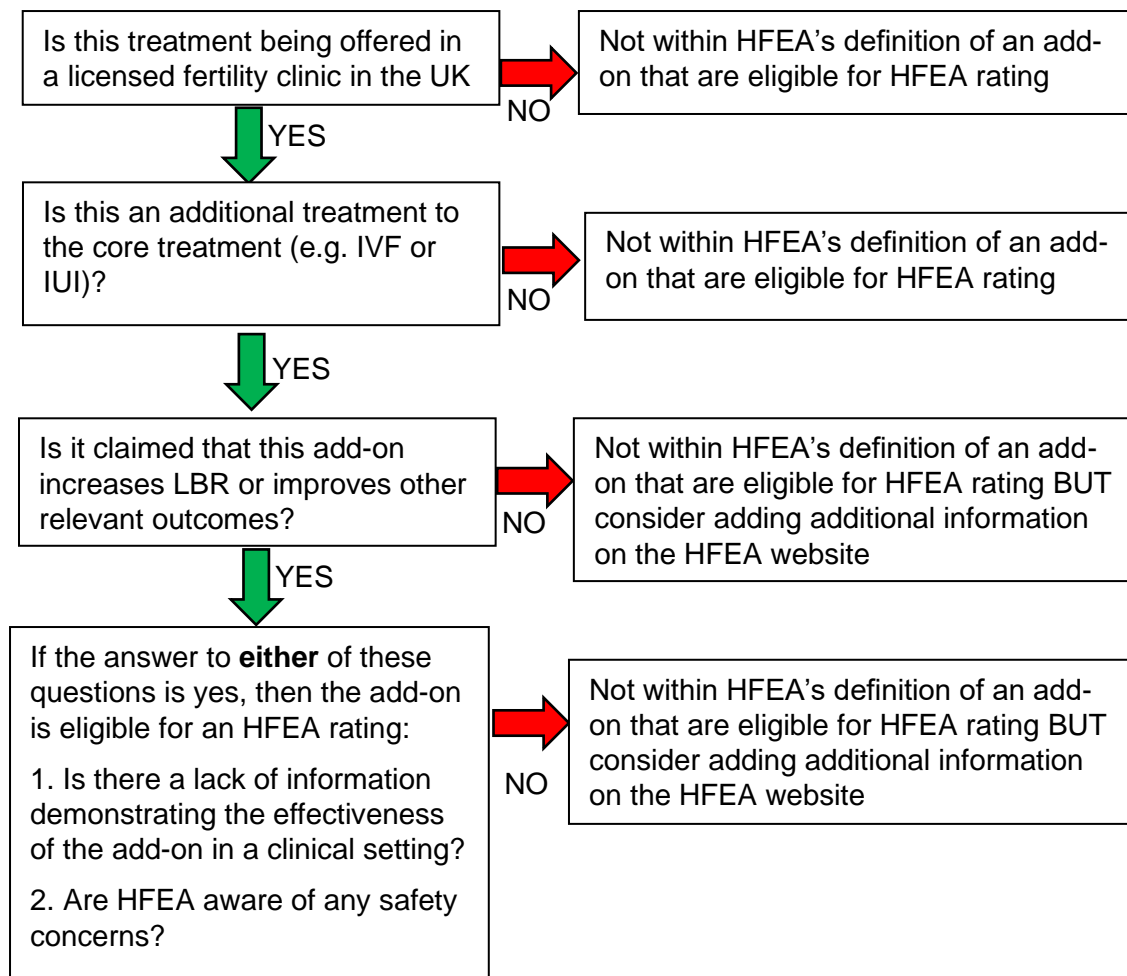 Is this treatment being offered in
a licensed fertility clinic in the UK
NO
Not within HFEA’s definition of an add-
on that are eligible for HFEA rating
YES
Is this an additional treatment to
the core treatment (e.g. IVF or
IUI)?
NO
Not within HFEA’s definition of an add-
on that are eligible for HFEA rating
YES
Is it claimed that this add-on
increases LBR or improves other
relevant outcomes?
NO
Not within HFEA’s definition of an add-
on that are eligible for HFEA rating BUT
consider adding additional information
on the HFEA website
YES
If the answer to either of these
questions is yes, then the add-on
is eligible for an HFEA rating:
1. Is there a lack of information
demonstrating the effectiveness
of the add-on in a clinical setting?
2. Are HFEA aware of any safety
concerns?
NO
Not within HFEA’s definition of an add-
on that are eligible for HFEA rating BUT
consider adding additional information
on the HFEA website